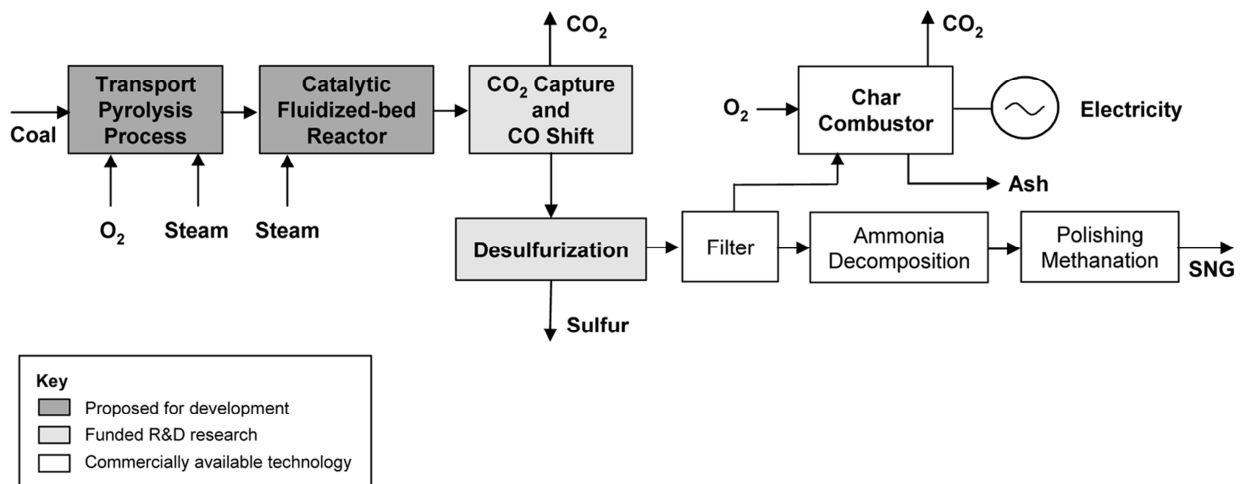 CO₂
CO₂
Transport
Pyrolysis
Process
Catalytic
Fluidized-bed
Reactor
CO₂ Capture
and
CO Shift
Char
Combustor
Coal
O₂
Electricity
Ash
O₂
Steam
Steam
Desulfurization
Filter
Ammonia
Decomposition
Polishing
Methanation
SNG
Sulfur
Key
Proposed for development
Funded R&D research
Commercially available technology